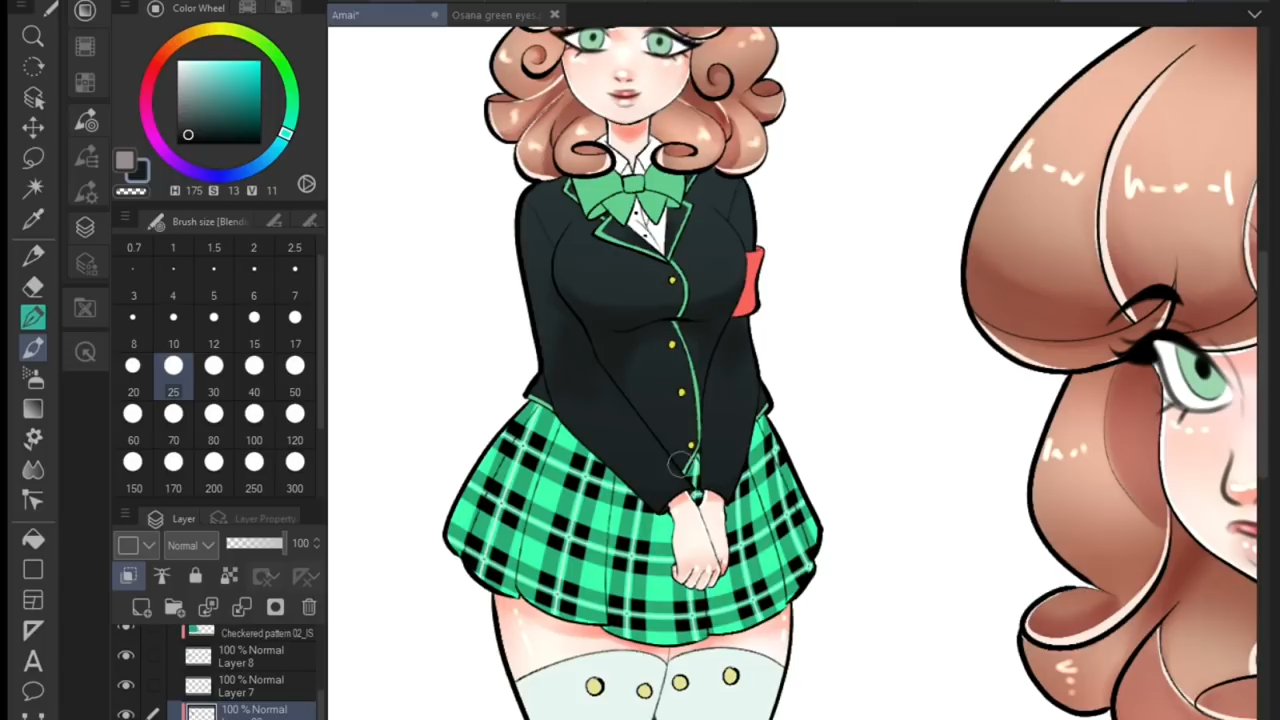 Color Wheel
Amai*
Osana green eyes.
H 175 S 13 V 11
Brush size [Blendi
0.7 1 1.5 2 2.5
3 4 5 6 7
8 10 12 15 17
20 25 30 40 50
60 70 80 100 120
150 170 200 250 300
Layer
Layer Property
Normal
100
Checkered pattern 02_IS
100 % Normal
Layer 8
100 % Normal
Layer 7
100 % Normal